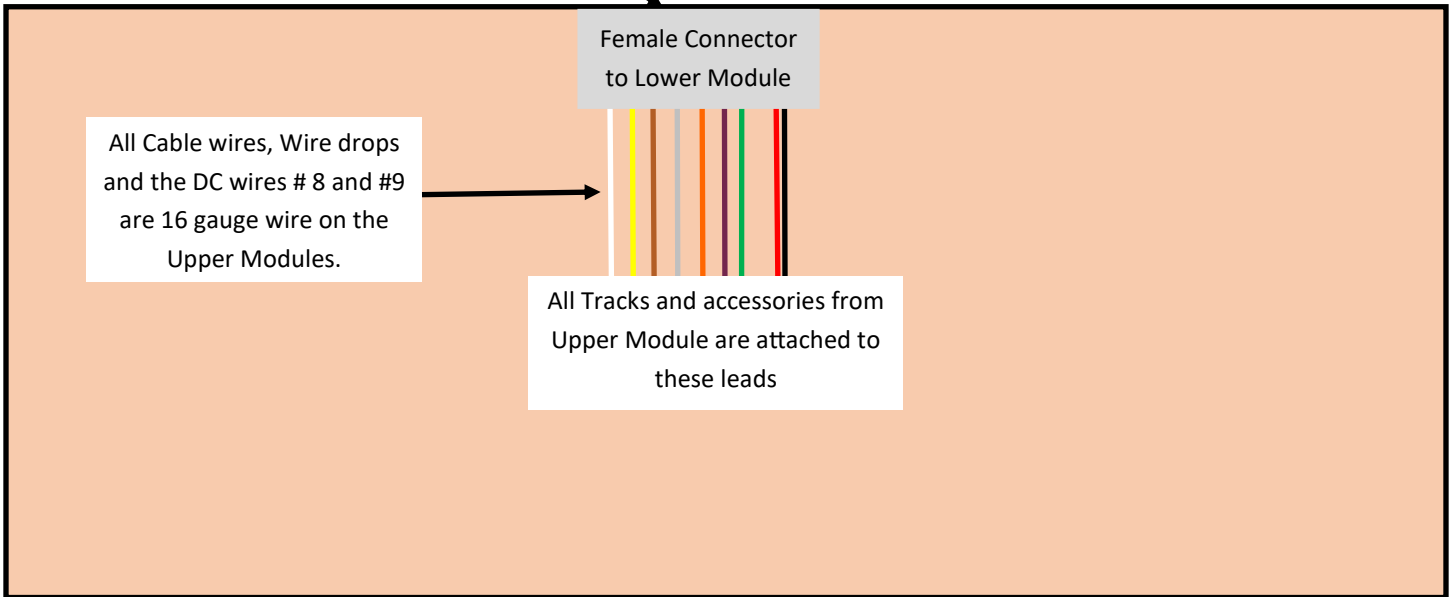 Female Connector
to Lower Module
All Cable wires, Wire drops
and the DC wires # 8 and #9
are 16 gauge wire on the
Upper Modules.
All Tracks and accessories from
Upper Module are attached to
these leads